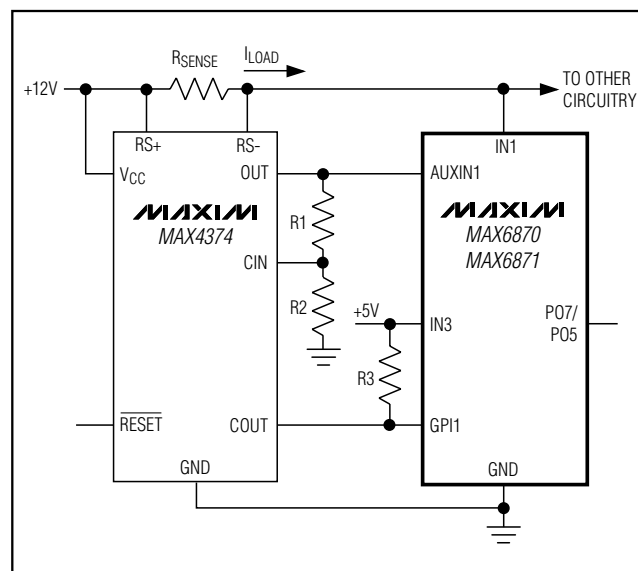 RSENSE
ILOAD
+12V
TO OTHER
CIRCUITRY
RS+
RS-
IN1
VCC
OUT
AUXIN1
MAXIM
MAX4374
R1
MAXIM
MAX6870
MAX6871
CIN
R2
+5V
IN3
PO7/
PO5
R3
RESET
COUT
GPI1
GND
GND